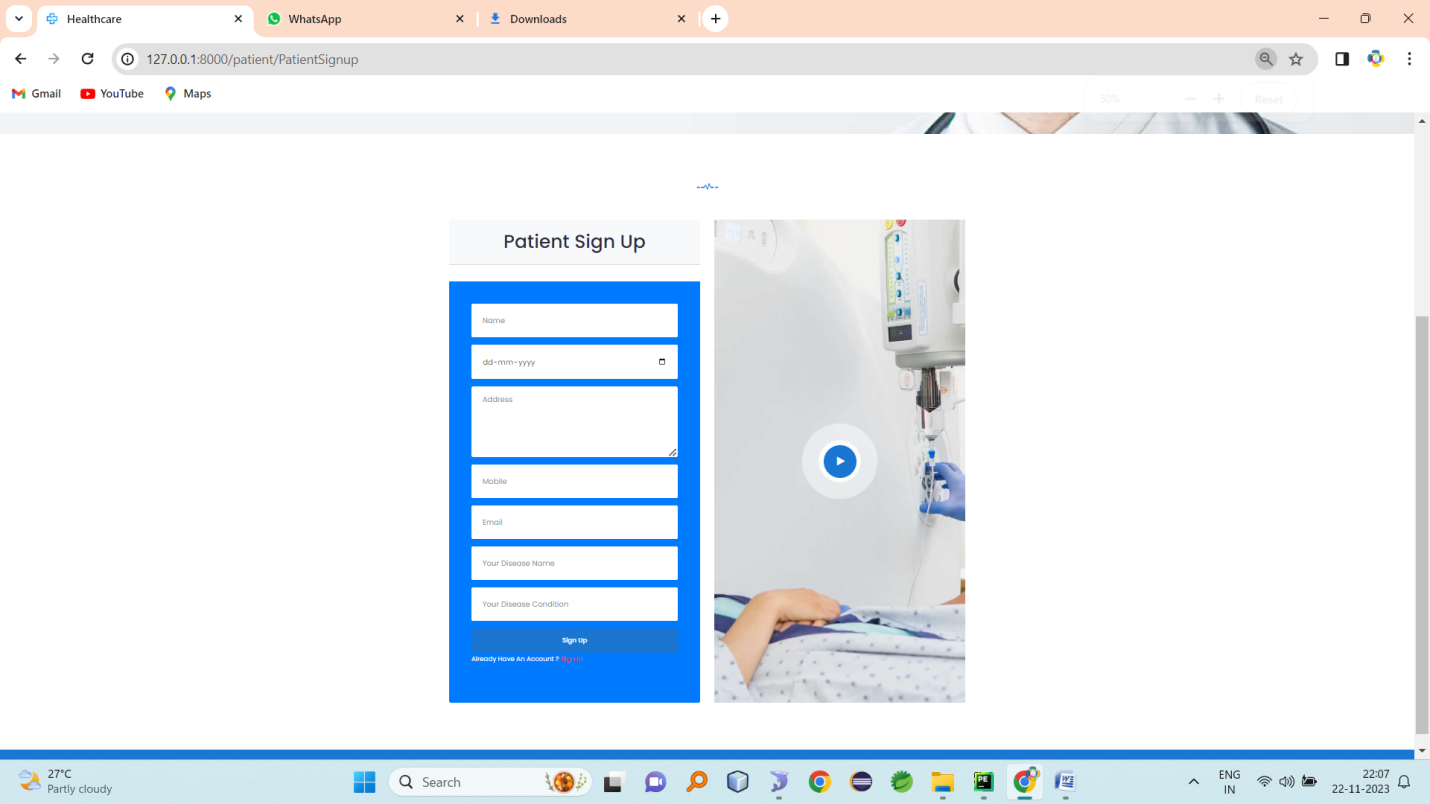 Healthcare
WhatsApp
Downloads
127.0.0.1:8000/patient/PatientSignup
Gmail
YouTube
Maps
50%
Reset
Patient Sign Up
Name
dd-mm-yyyy
Address
Mobile
Email
Your Disease Name
Your Disease Condition
Sign Up
Already Have An Account ? Sign In
27°C
Partly cloudy
Search
ENG
IN
22:07
22-11-2023